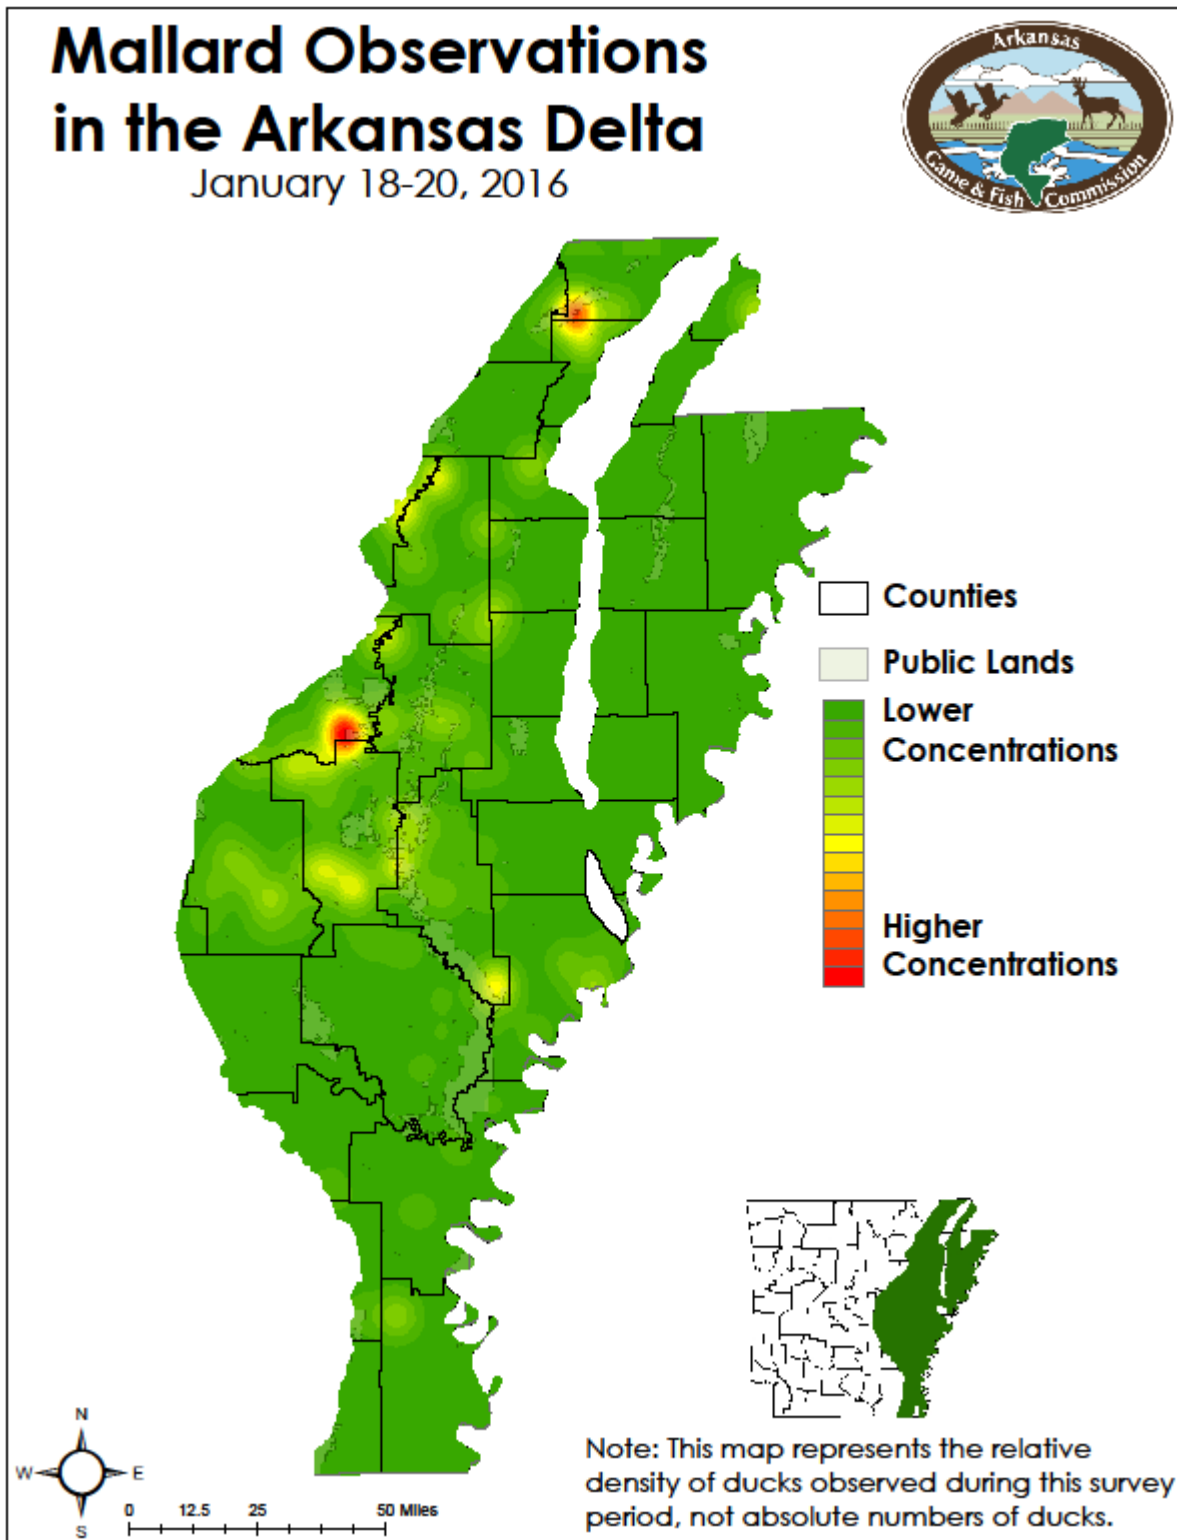 Mallard Observations
in the Arkansas Delta
January 18-20, 2016
Arkansas
Game & Fish Commission
Counties
Public Lands
Lower
Concentrations
Higher
Concentrations
N
W E
S
0 12.5 25 50 Miles
Note: This map represents the relative
density of ducks observed during this survey
period, not absolute numbers of ducks.